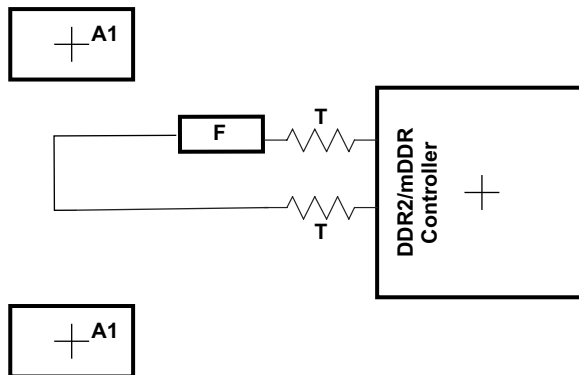 A1
F
T
DDR2/mDDR
Controller
T
A1